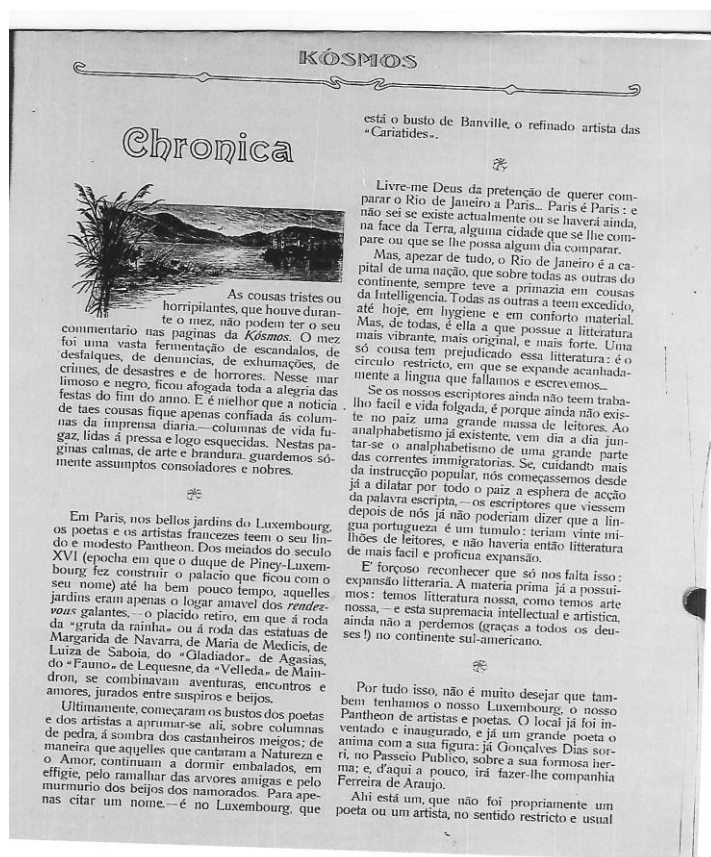 KÓSMOS
Chronica
As cousas tristes ou
horripilantes, que houve duran-
te o mez, não podem ter o seu
commentario nas paginas da Kósmos. O mez
foi uma vasta fermentação de escandalos, de
desfalques, de denuncias, de exhumações, de
crimes, de desastres e de horrores. Nesse mar
limoso e negro, ficou afogada toda a alegria das
festas do fim do anno. E é melhor que a noticia
de taes cousas fique apenas confiada ás colum-
nas da imprensa diaria,—columnas de vida fu-
gaz, lidas á pressa e logo esquecidas. Nestas pa-
ginas calmas, de arte e brandura, guardemos só-
mente assumptos consoladores e nobres.
Em Paris, nos bellos jardins do Luxembourg,
os poetas e os artistas francezes teem o seu lin-
do e modesto Pantheon. Dos meiados do seculo
XVI (epocha em que o duque de Piney-Luxem-
bourg fez construir o palacio que ficou com o
seu nome) até ha bem pouco tempo, aquelles
jardins eram apenas o logar amavel dos rendez-
vous galantes,—o placido retiro, em que á roda
da “gruta da rainha„ ou á roda das estatuas de
Margarida de Navarra, de Maria de Medicis, de
Luiza de Saboia, do “Gladiador„ de Agasias,
do “Fauno„ de Lequesne, da “Velleda„ de Main-
dron, se combinavam aventuras, encontros e
amores, jurados entre suspiros e beijos.
Ultimamente, começaram os bustos dos poetas
e dos artistas a aprumar-se ali, sobre columnas
de pedra, á sombra dos castanheiros meigos; de
maneira que aquelles que cantaram a Natureza e
o Amor, continuam a dormir embalados, em
effigie, pelo ramalhar das arvores amigas e pelo
murmurio dos beijos dos namorados. Para ape-
nas citar um nome,—é no Luxembourg, que
está o busto de Banville, o refinado artista das
“Cariatides„.
Livre-me Deus da pretenção de querer com-
parar o Rio de Janeiro a Paris... Paris é Paris: e
não sei se existe actualmente ou se haverá ainda,
na face da Terra, alguma cidade que se lhe com-
pare ou que se lhe possa algum dia comparar.
Mas, apezar de tudo, o Rio de Janeiro é a ca-
pital de uma nação, que sobre todas as outras do
continente, sempre teve a primazia em cousas
da Intelligencia. Todas as outras a teem excedido,
até hoje, em hygiene e em conforto material.
Mas, de todas, é ella a que possue a litteratura
mais vibrante, mais original, e mais forte. Uma
só cousa tem prejudicado essa litteratura: é o
circulo restricto, em que se expande acanhada-
mente a lingua que fallamos e escrevemos...
Se os nossos escriptores ainda não teem traba-
lho facil e vida folgada, é porque ainda não exis-
te no paiz uma grande massa de leitores. Ao
analphabetismo já existente, vem dia a dia jun-
tar-se o analphabetismo de uma grande parte
das correntes immigratorias. Se, cuidando mais
da instrucção popular, nós começassemos desde
já a dilatar por todo o paiz a esphera de acção
da palavra escripta,—os escriptores que viessem
depois de nós já não poderiam dizer que a lin-
gua portugueza é um tumulo: teriam vinte mi-
lhões de leitores, e não haveria então litteratura
de mais facil e proficua expansão.
E' forçoso reconhecer que só nos falta isso:
expansão litteraria. A materia prima já a possui-
mos: temos litteratura nossa, como temos arte
nossa,—e esta supremacia intellectual e artistica,
ainda não a perdemos (graças a todos os deu-
ses!) no continente sul-americano.
Por tudo isso, não é muito desejar que tam-
bem tenhamos o nosso Luxembourg, o nosso
Pantheon de artistas e poetas. O local já foi in-
ventado e inaugurado, e já um grande poeta o
anima com a sua figura: já Gonçalves Dias sor-
ri, no Passeio Publico, sobre a sua formosa her-
ma; e, d'aqui a pouco, irá fazer-lhe companhia
Ferreira de Araujo.
Ahi está um, que não foi propriamente um
poeta ou um artista, no sentido restricto e usual